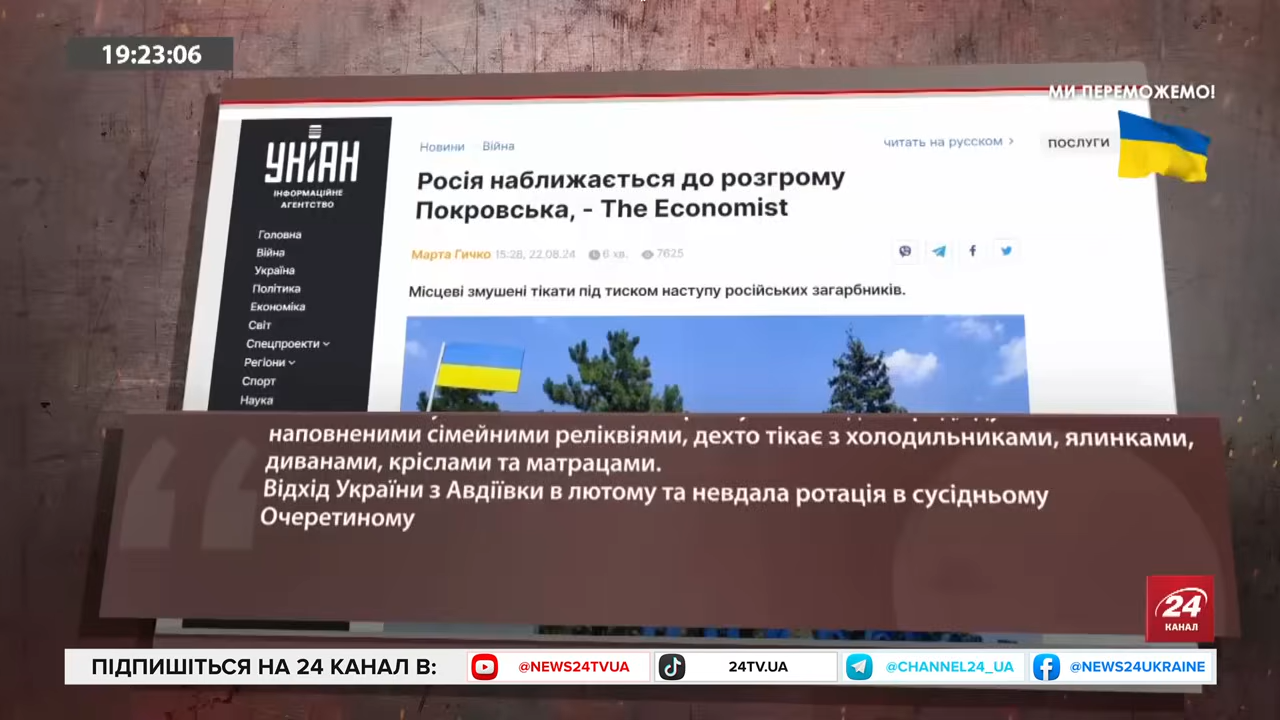 19:23:06
МИ ПЕРЕМОЖЕМО!
УНІАН
ІНФОРМАЦІЙНЕ
АГЕНТСТВО
Головна
Війна
Україна
Політика
Економіка
Світ
Спецпроекти
Регіони
Спорт
Наука
Новини Війна
читать на русском
ПОСЛУГИ
Росія наближається до розгрому
Покровська, - The Economist
Марта Гичко 15:28, 22.08.24 6 хв. 7625
Місцеві змушені тікати під тиском наступу російських загарбників.
наповненими сімейними реліквіями, дехто тікає з холодильниками, ялинками,
диванами, кріслами та матрацами.
Відхід України з Авдіївки в лютому та невдала ротація в сусідньому
Очеретиному
24
КАНАЛ
ПІДПИШІТЬСЯ НА 24 КАНАЛ В: @NEWS24TVUA 24TV.UA @CHANNEL24_UA @NEWS24UKRAINE